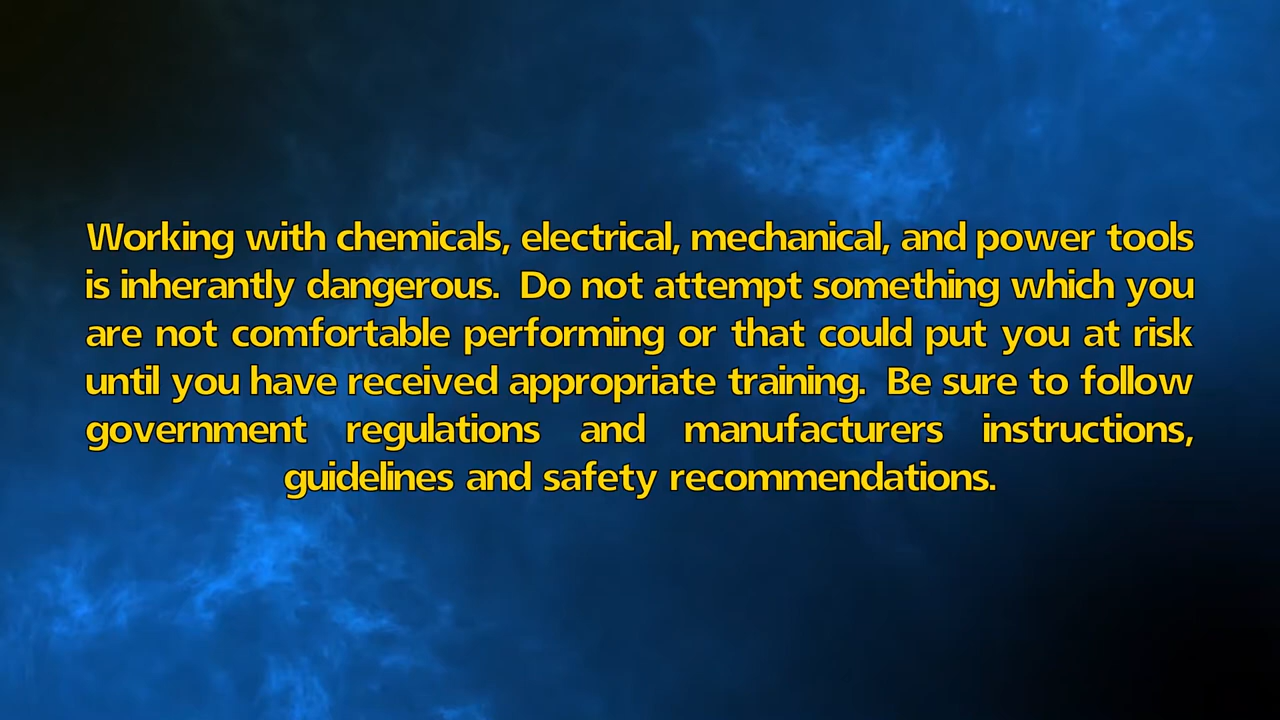 Working with chemicals, electrical, mechanical, and power tools
is inherantly dangerous. Do not attempt something which you
are not comfortable performing or that could put you at risk
until you have received appropriate training. Be sure to follow
government regulations and manufacturers instructions,
guidelines and safety recommendations.